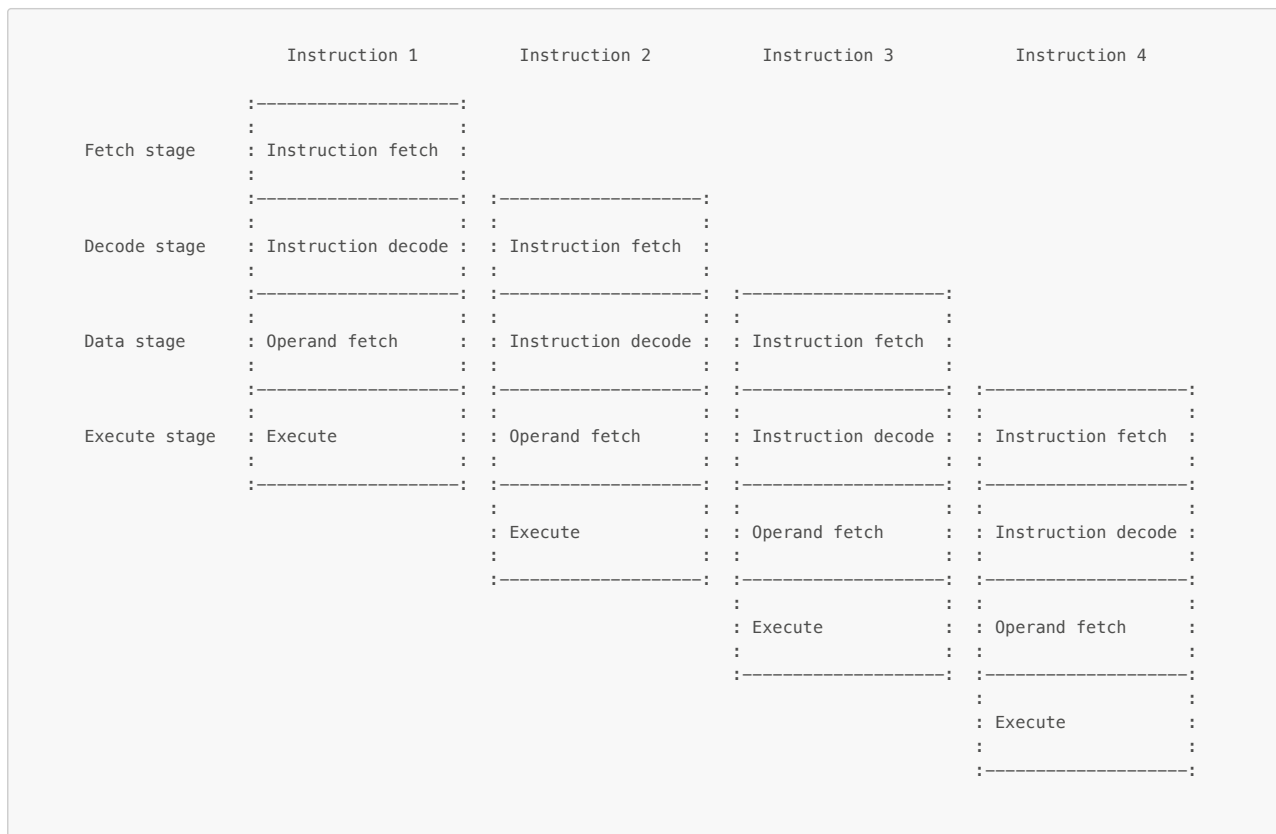 Instruction 1 Instruction 2 Instruction 3 Instruction 4
:---------------------:
: :
Fetch stage : Instruction fetch :
: :
:---------------------: :---------------------:
: : : :
Decode stage : Instruction decode : : Instruction fetch :
: : : :
:---------------------: :---------------------: :---------------------:
: : : : : :
Data stage : Operand fetch : : Instruction decode : : Instruction fetch :
: : : : : :
:---------------------: :---------------------: :---------------------: :---------------------:
: : : : : : : :
Execute stage : Execute : : Operand fetch : : Instruction decode : : Instruction fetch :
: : : : : : : :
:---------------------: :---------------------: :---------------------: :---------------------:
: : : : : :
: Execute : : Operand fetch : : Instruction decode :
: : : : : :
:---------------------: :---------------------: :---------------------:
: : : :
: Execute : : Operand fetch :
: : : :
:---------------------: :---------------------:
: :
: Execute :
: :
:---------------------: